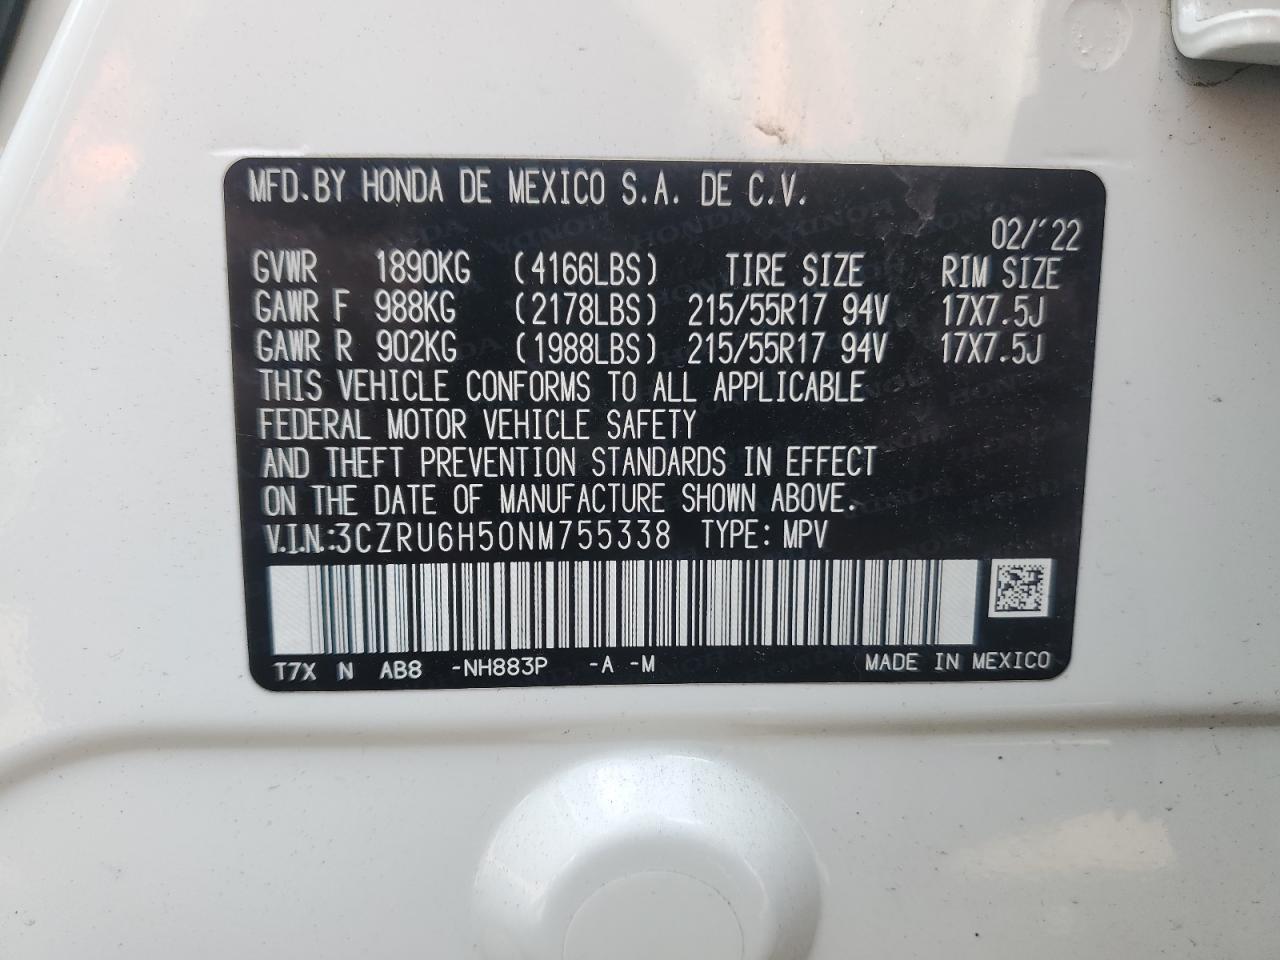 MFD.BY HONDA DE MEXICO S.A. DE C.V.
02/'22
GVWR 1890KG (4166LBS) TIRE SIZE RIM SIZE
GAWR F 988KG (2178LBS) 215/55R17 94V 17X7.5J
GAWR R 902KG (1988LBS) 215/55R17 94V 17X7.5J
THIS VEHICLE CONFORMS TO ALL APPLICABLE
FEDERAL MOTOR VEHICLE SAFETY
AND THEFT PREVENTION STANDARDS IN EFFECT
ON THE DATE OF MANUFACTURE SHOWN ABOVE.
V.I.N.:3CZRU6H50NM755338 TYPE: MPV
T7X N AB8 -NH883P -A -M MADE IN MEXICO